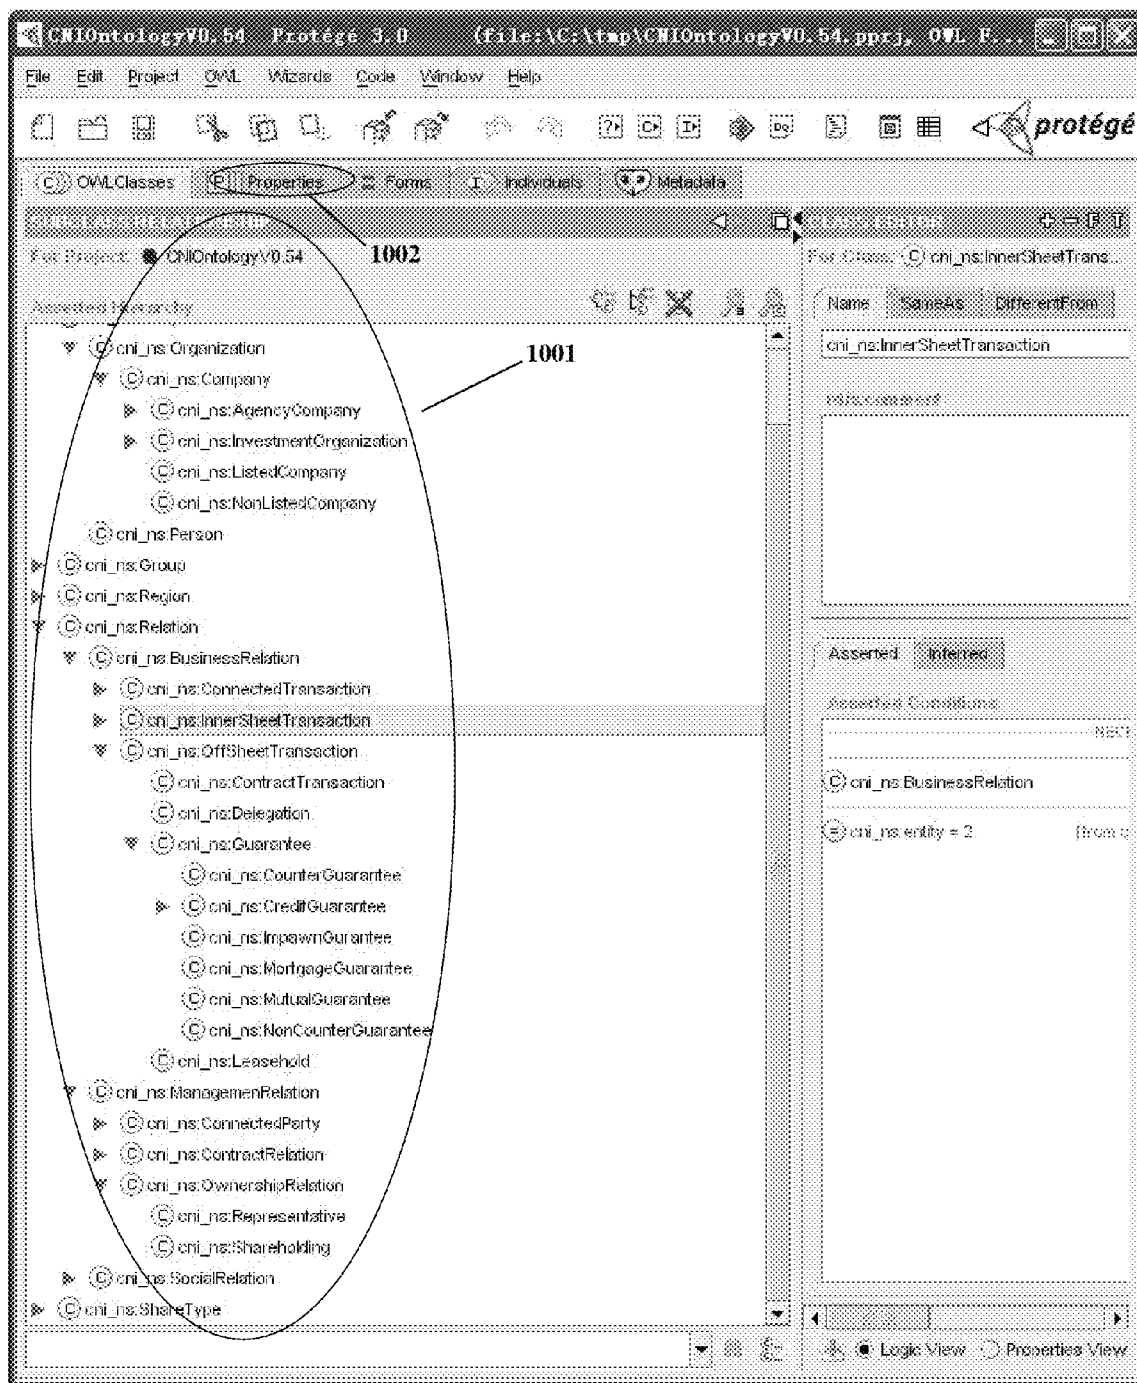 CNIOntologyV0.54 Protégé 3.0 (file:\C:\tmp\CNIOntologyV0.54.pprj, OWL F...
File Edit Project OWL Wizards Code Window Help
protégé
OWLClasses Properties Forms Individuals Metadata
1002
For Project: CNIOntologyV0.54
For Class: cni_ns:InnerSheetTrans...
Asserted Hierarchy
Name SameAs DifferentFrom
cni_ns:InnerSheetTransaction
1001
rdfs:comment
cni_ns:Organization
cni_ns:Company
cni_ns:AgencyCompany
cni_ns:InvestmentOrganization
cni_ns:ListedCompany
cni_ns:NonListedCompany
cni_ns:Person
cni_ns:Group
cni_ns:Region
cni_ns:Relation
cni_ns:BusinessRelation
cni_ns:ConnectedTransaction
cni_ns:InnerSheetTransaction
cni_ns:OffSheetTransaction
cni_ns:ContractTransaction
cni_ns:Delegation
cni_ns:Guarantee
cni_ns:CounterGuarantee
cni_ns:CreditGuarantee
cni_ns:ImpawnGurantee
cni_ns:MortgageGuarantee
cni_ns:MutualGuarantee
cni_ns:NonCounterGuarantee
cni_ns:Leasehold
cni_ns:ManagemenRelation
cni_ns:ConnectedParty
cni_ns:ContractRelation
cni_ns:OwnershipRelation
cni_ns:Representative
cni_ns:Shareholding
cni_ns:SocialRelation
cni_ns:ShareType
Asserted Inferred
Asserted Conditions
NECE
cni_ns:BusinessRelation
cni_ns:entity = 2 [from c
Logic View Properties View